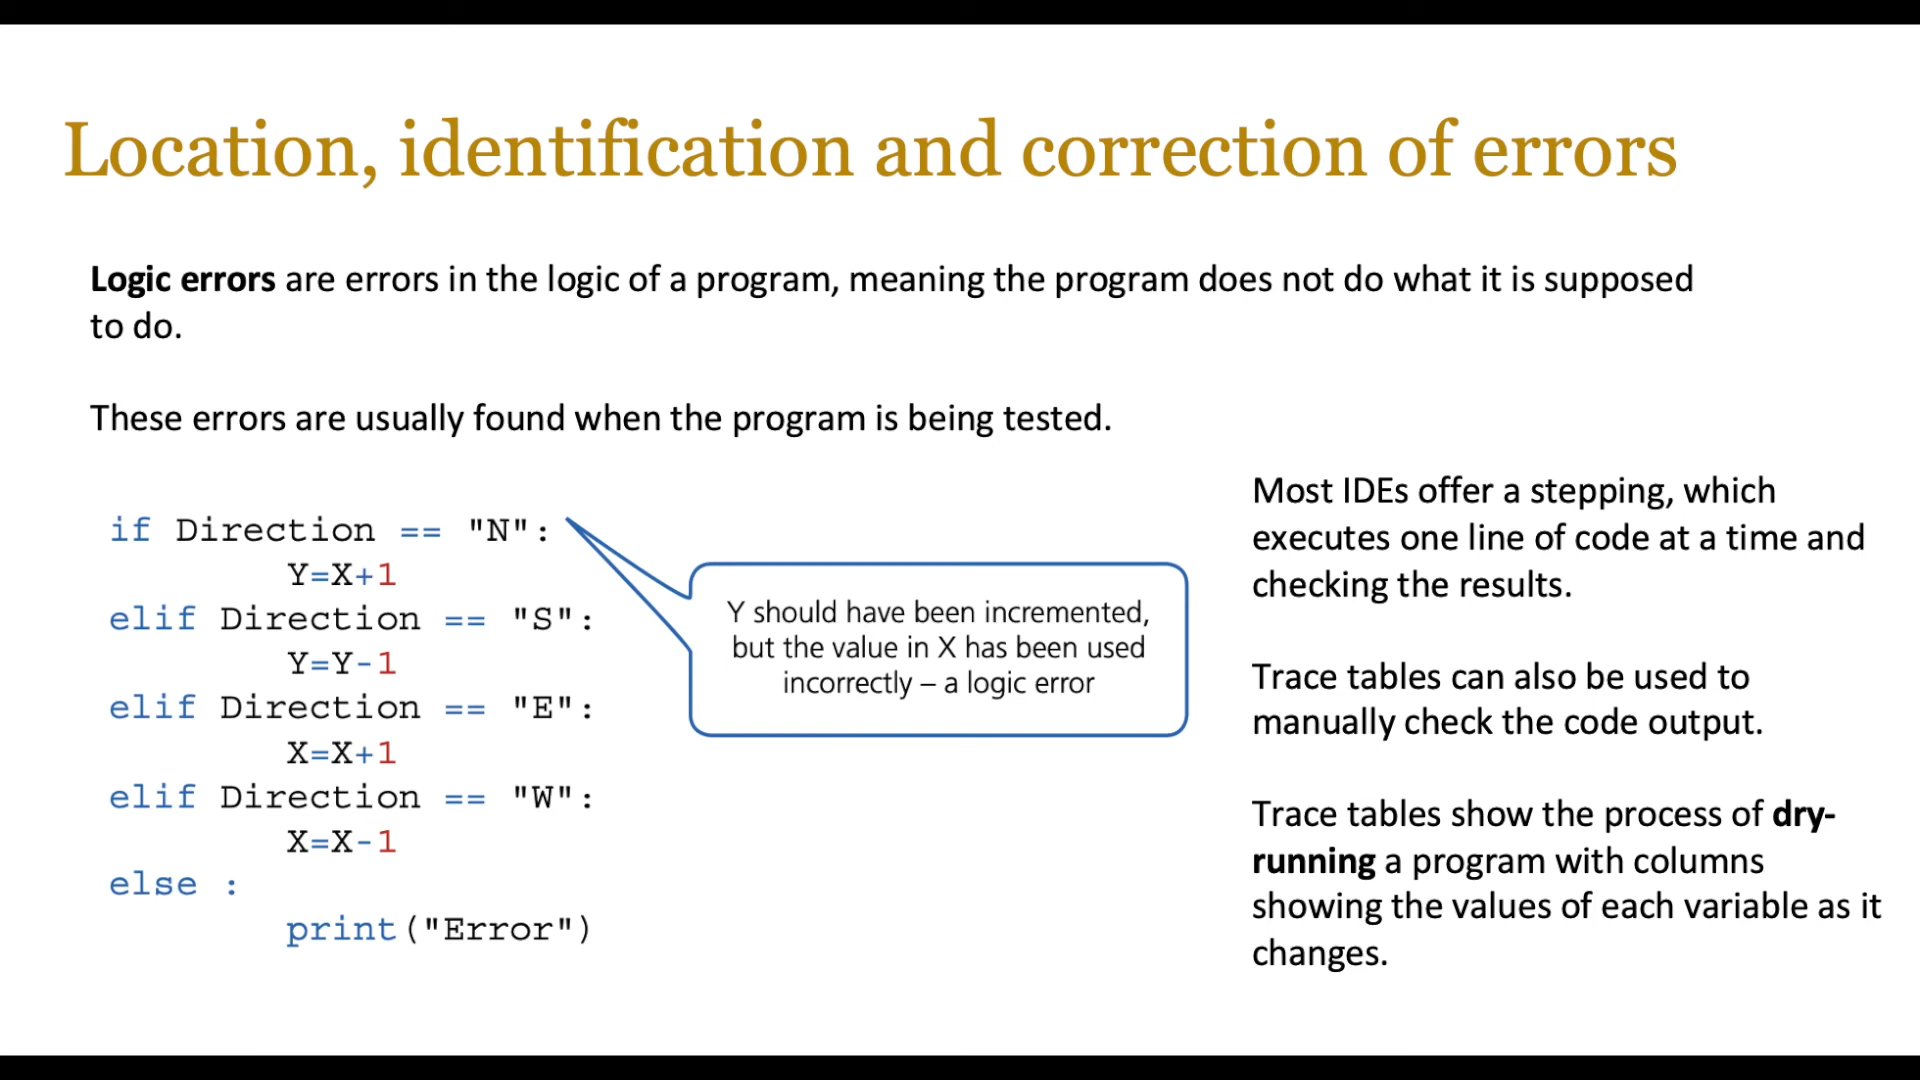 Location, identification and correction of errors
Logic errors are errors in the logic of a program, meaning the program does not do what it is supposed
to do.
These errors are usually found when the program is being tested.
if Direction == "N":
Y=X+1
elif Direction == "S":
Y=Y-1
elif Direction == "E":
X=X+1
elif Direction == "W":
X=X-1
else :
print("Error")
Y should have been incremented,
but the value in X has been used
incorrectly – a logic error
Most IDEs offer a stepping, which
executes one line of code at a time and
checking the results.
Trace tables can also be used to
manually check the code output.
Trace tables show the process of dry-
running a program with columns
showing the values of each variable as it
changes.